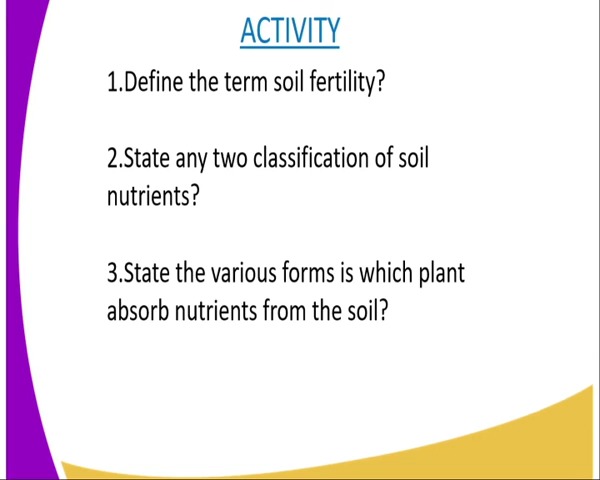 ACTIVITY
1.Define the term soil fertility?
2.State any two classification of soil
nutrients?
3.State the various forms is which plant
absorb nutrients from the soil?